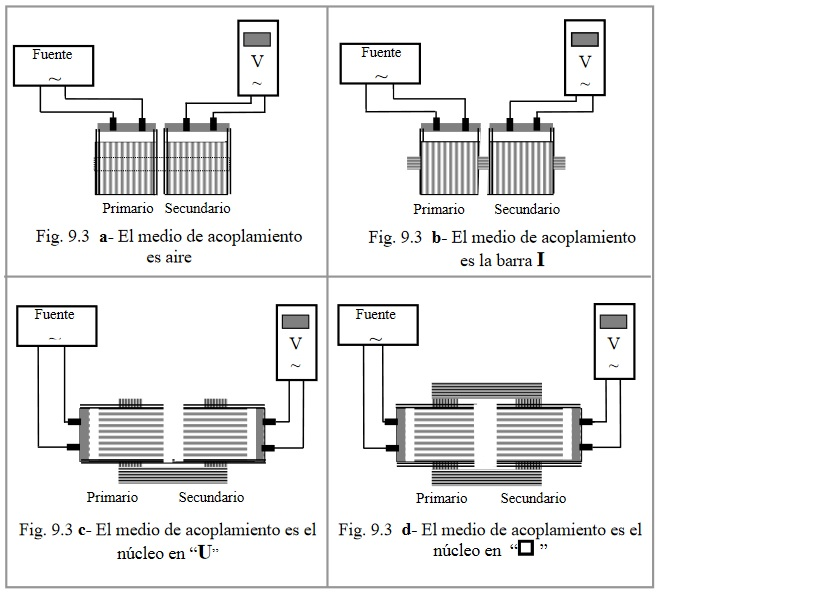 Fuente
~
V
~
Primario Secundario
Fig. 9.3 a- El medio de acoplamiento
es aire
Fuente
~
V
~
Primario Secundario
Fig. 9.3 b- El medio de acoplamiento
es la barra I
Fuente
~
V
~
Primario Secundario
Fig. 9.3 c- El medio de acoplamiento es el
núcleo en “U”
Fuente
~
V
~
Primario Secundario
Fig. 9.3 d- El medio de acoplamiento es el
núcleo en “□ ”